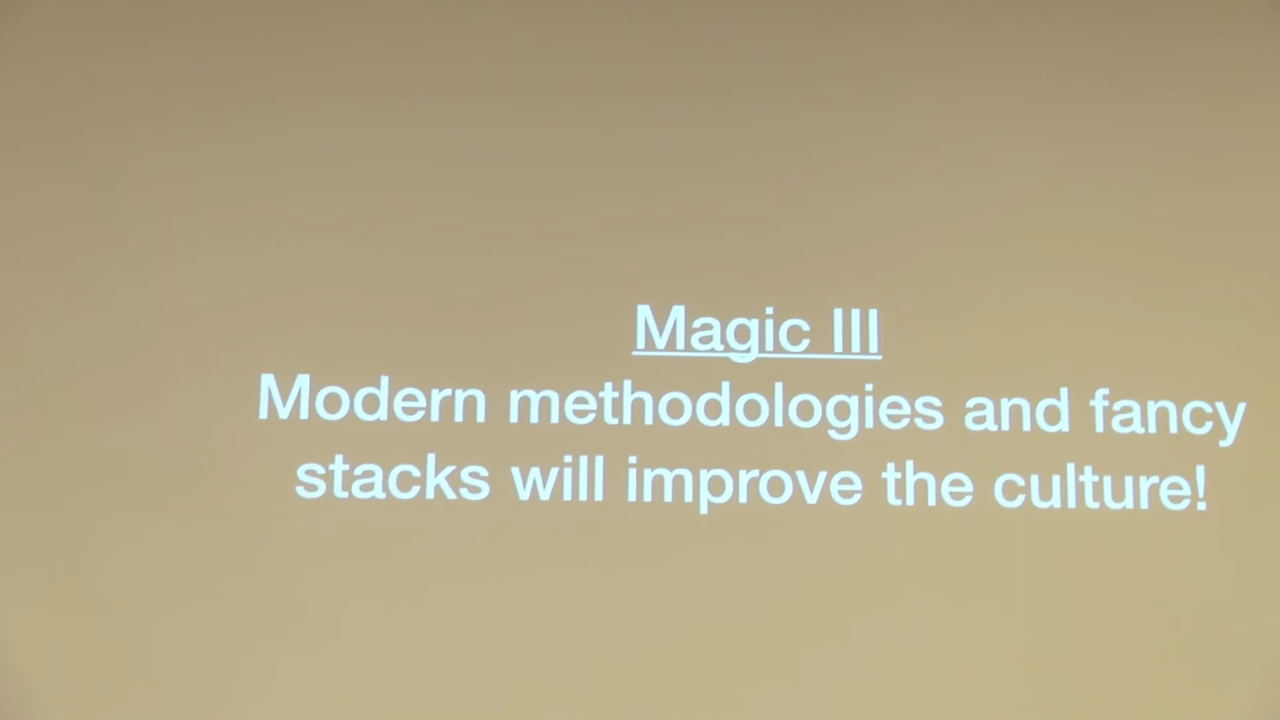 Magic III
Modern methodologies and fancy
stacks will improve the culture!